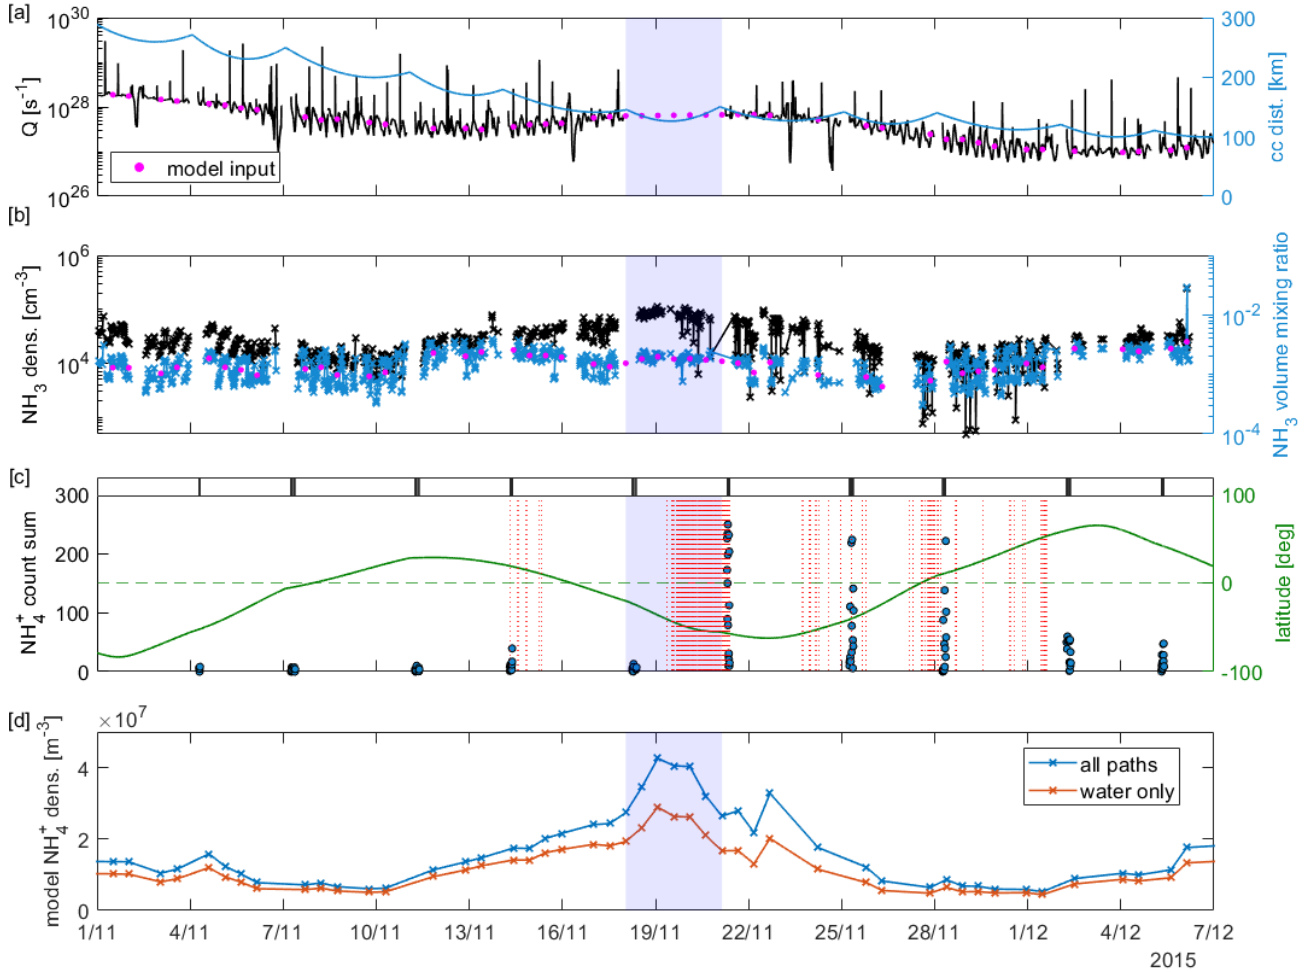 [a]
10^30
10^28
10^26
Q [s^-1]
model input
300
200
100
0
cc dist. [km]
[b]
10^6
10^4
NH_3 dens. [cm^-3]
10^-2
10^-4
NH_3 volume mixing ratio
[c]
300
200
100
0
NH_4^+ count sum
100
0
-100
latitude [deg]
[d]
×10^7
4
2
0
model NH_4^+ dens. [m^-3]
all paths
water only
1/11 4/11 7/11 10/11 13/11 16/11 19/11 22/11 25/11 28/11 1/12 4/12 7/12
2015